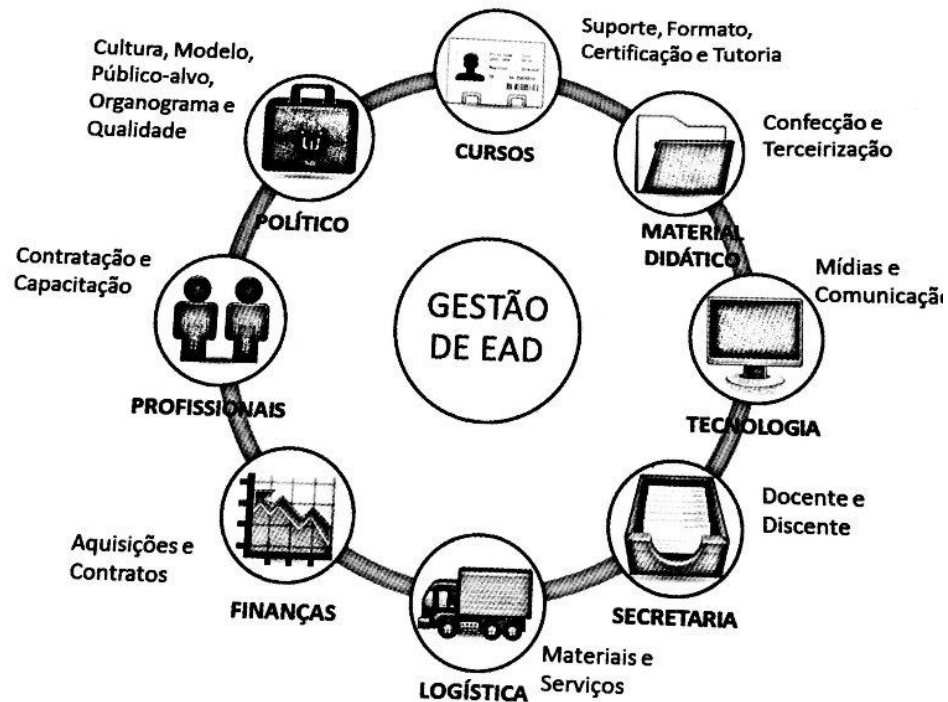 Suporte, Formato,
Certificação e Tutoria
CURSOS
Confecção e
Terceirização
MATERIAL
DIDÁTICO
Mídias e
Comunicação
TECNOLOGIA
Docente e
Discente
SECRETARIA
Materiais e
Serviços
LOGÍSTICA
Aquisições e
Contratos
FINANÇAS
Contratação e
Capacitação
PROFISSIONAIS
Cultura, Modelo,
Público-alvo,
Organograma e
Qualidade
POLÍTICO
GESTÃO
DE EAD